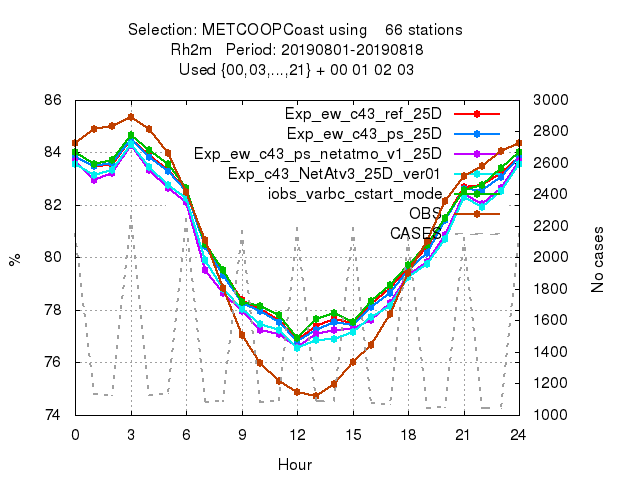 Selection: METCOOPCoast using    66 stations
Rh2m   Period: 20190801-20190818
Used {00,03,...,21} + 00 01 02 03
86
84
82
80
78
76
74
%
3000
2800
2600
2400
2200
2000
1800
1600
1400
1200
1000
No cases
Exp_ew_c43_ref_25D
Exp_ew_c43_ps_25D
Exp_ew_c43_ps_netatmo_v1_25D
Exp_c43_NetAtv3_25D_ver01
iobs_varbc_cstart_mode
OBS
CASES
0 3 6 9 12 15 18 21 24
Hour